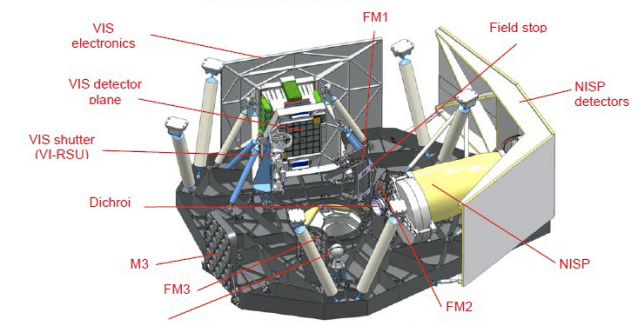 FM1
VIS
electronics
Field stop
VIS detector
plane
NISP
detectors
VIS shutter
(VI-RSU)
Dichroi
M3
FM3
FM2
NISP